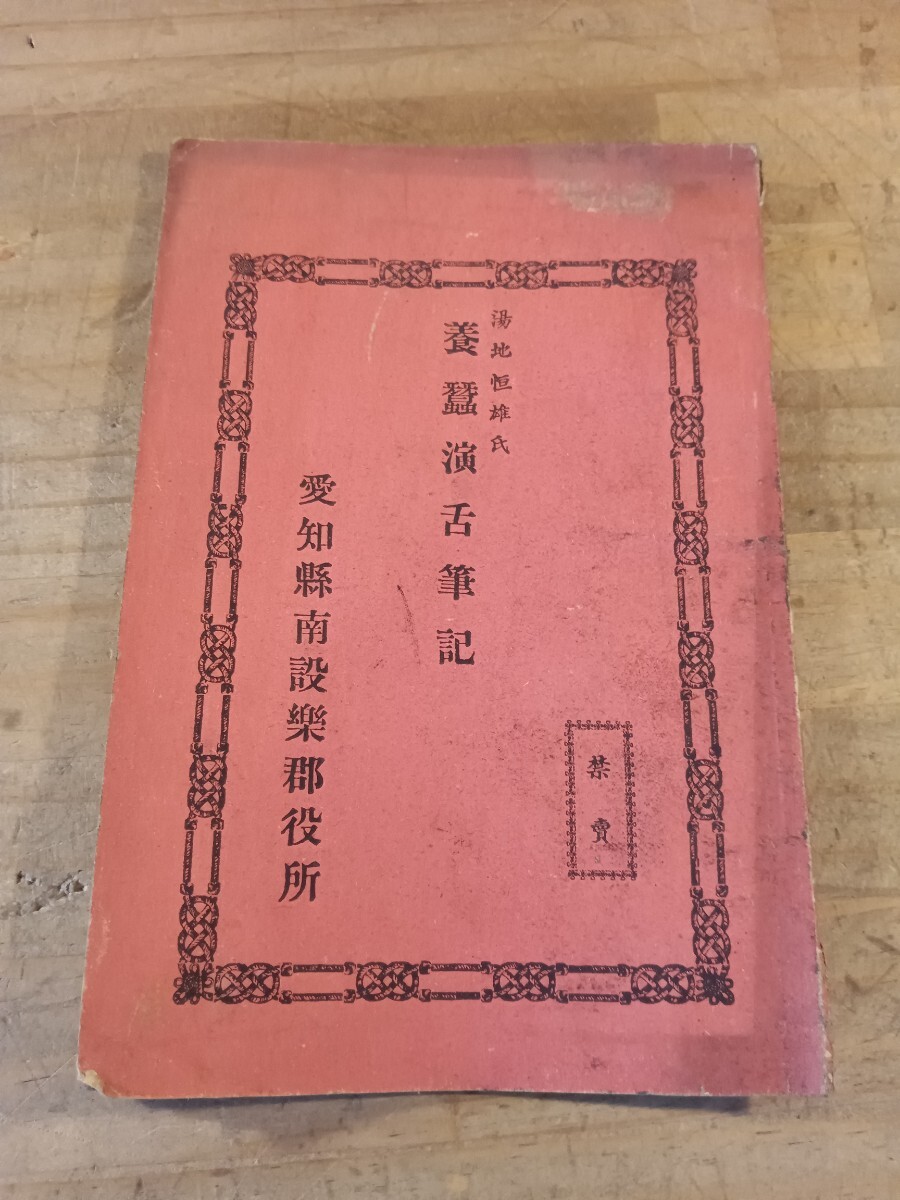 禁賣
湯地恒雄氏
養蠶演舌筆記
愛知縣南設樂郡役所